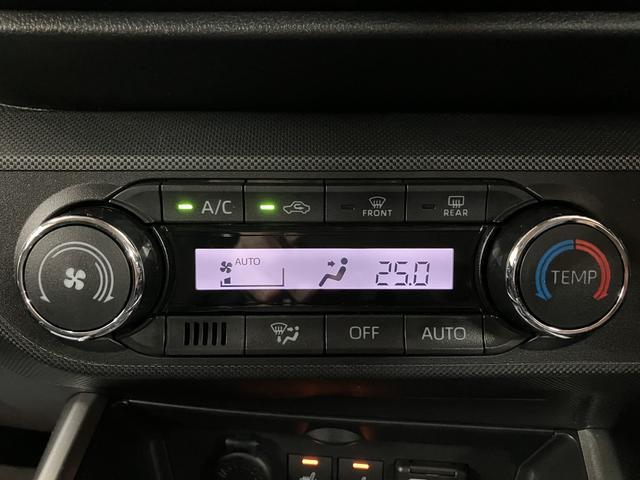 A/C
FRONT
REAR
AUTO
25.0
TEMP
OFF
AUTO